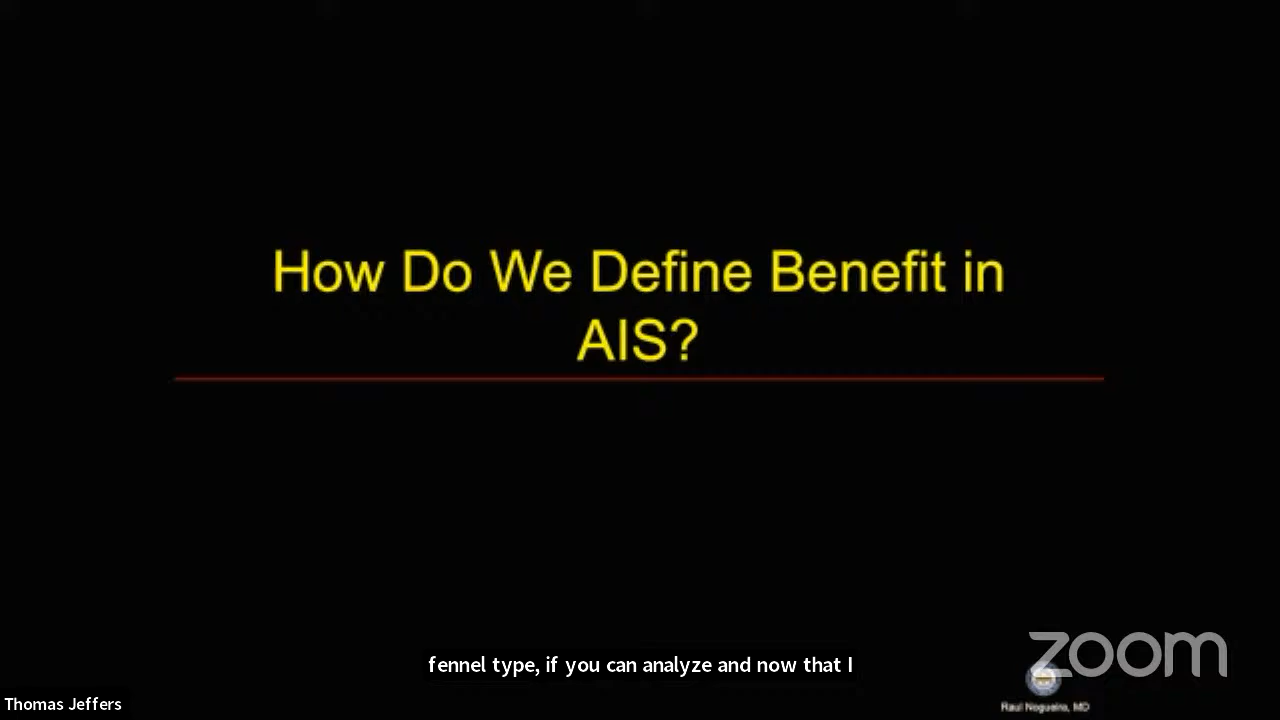 How Do We Define Benefit in
AIS?
fennel type, if you can analyze and now that I
zoom
Thomas Jeffers
Raul Nogueira, MD